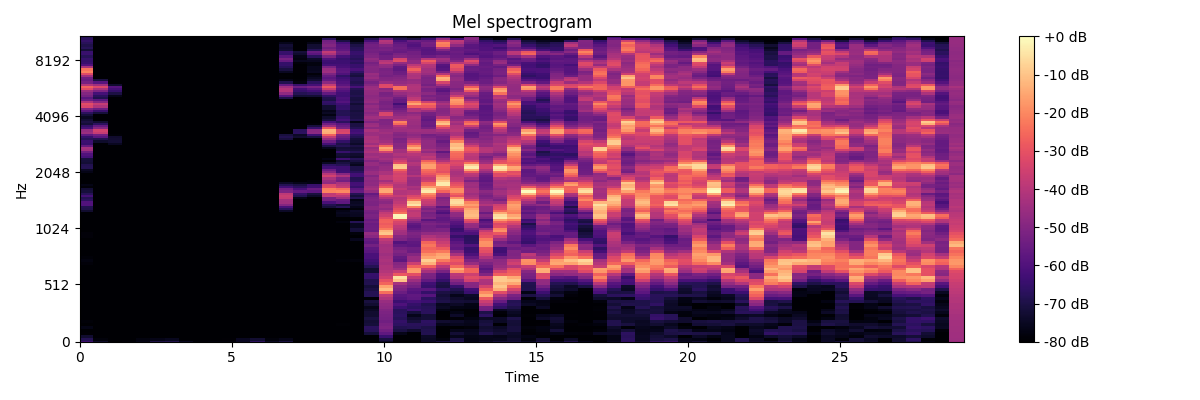 Mel spectrogram
8192
4096
2048
1024
512
0
Hz
0 5 10 15 20 25
Time
+0 dB
-10 dB
-20 dB
-30 dB
-40 dB
-50 dB
-60 dB
-70 dB
-80 dB